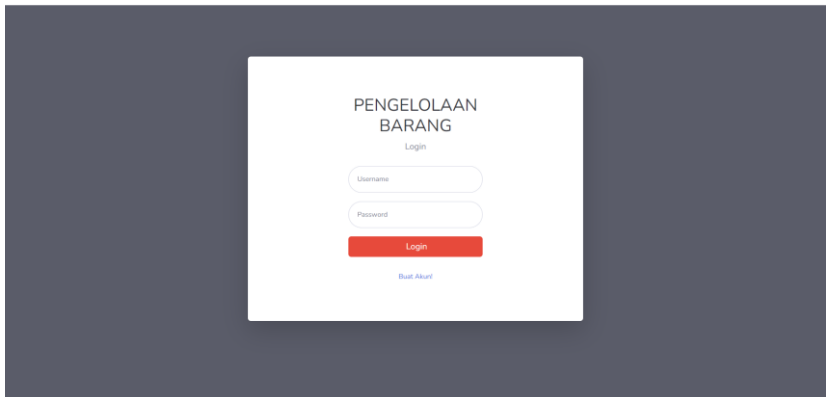 PENGELOLAAN
BARANG
Login
Username
Password
Login
Buat Akun!